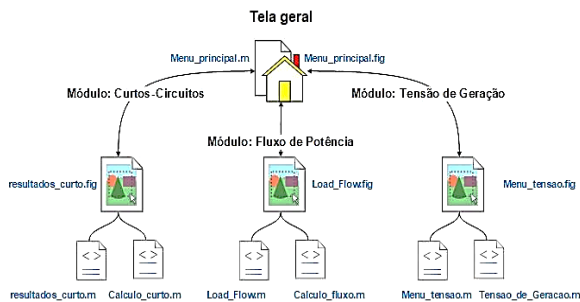 Tela geral
Menu_principal.m
Menu_principal.fig
Módulo: Curtos-Circuitos
Módulo: Tensão de Geração
Módulo: Fluxo de Potência
resultados_curto.fig
Load_Flow.fig
Menu_tensao.fig
resultados_curto.m
Calculo_curto.m
Load_Flow.m
Calculo_fluxo.m
Menu_tensao.m
Tensao_de_Geracao.m